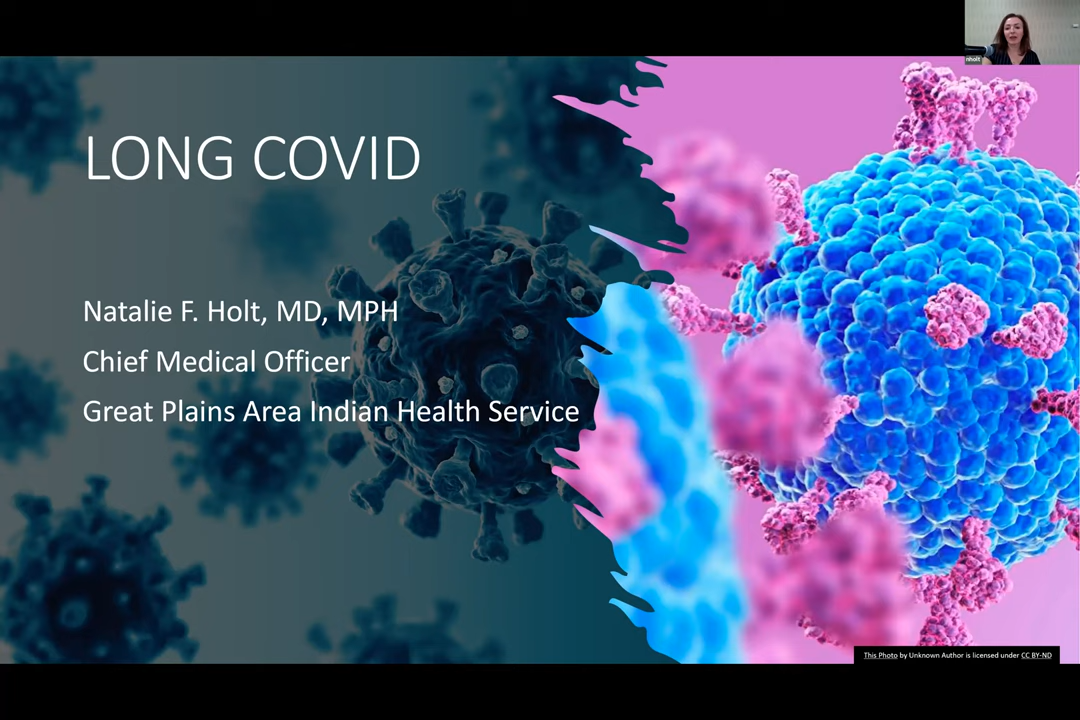 nholt
LONG COVID
Natalie F. Holt, MD, MPH
Chief Medical Officer
Great Plains Area Indian Health Service
This Photo by Unknown Author is licensed under CC BY-ND